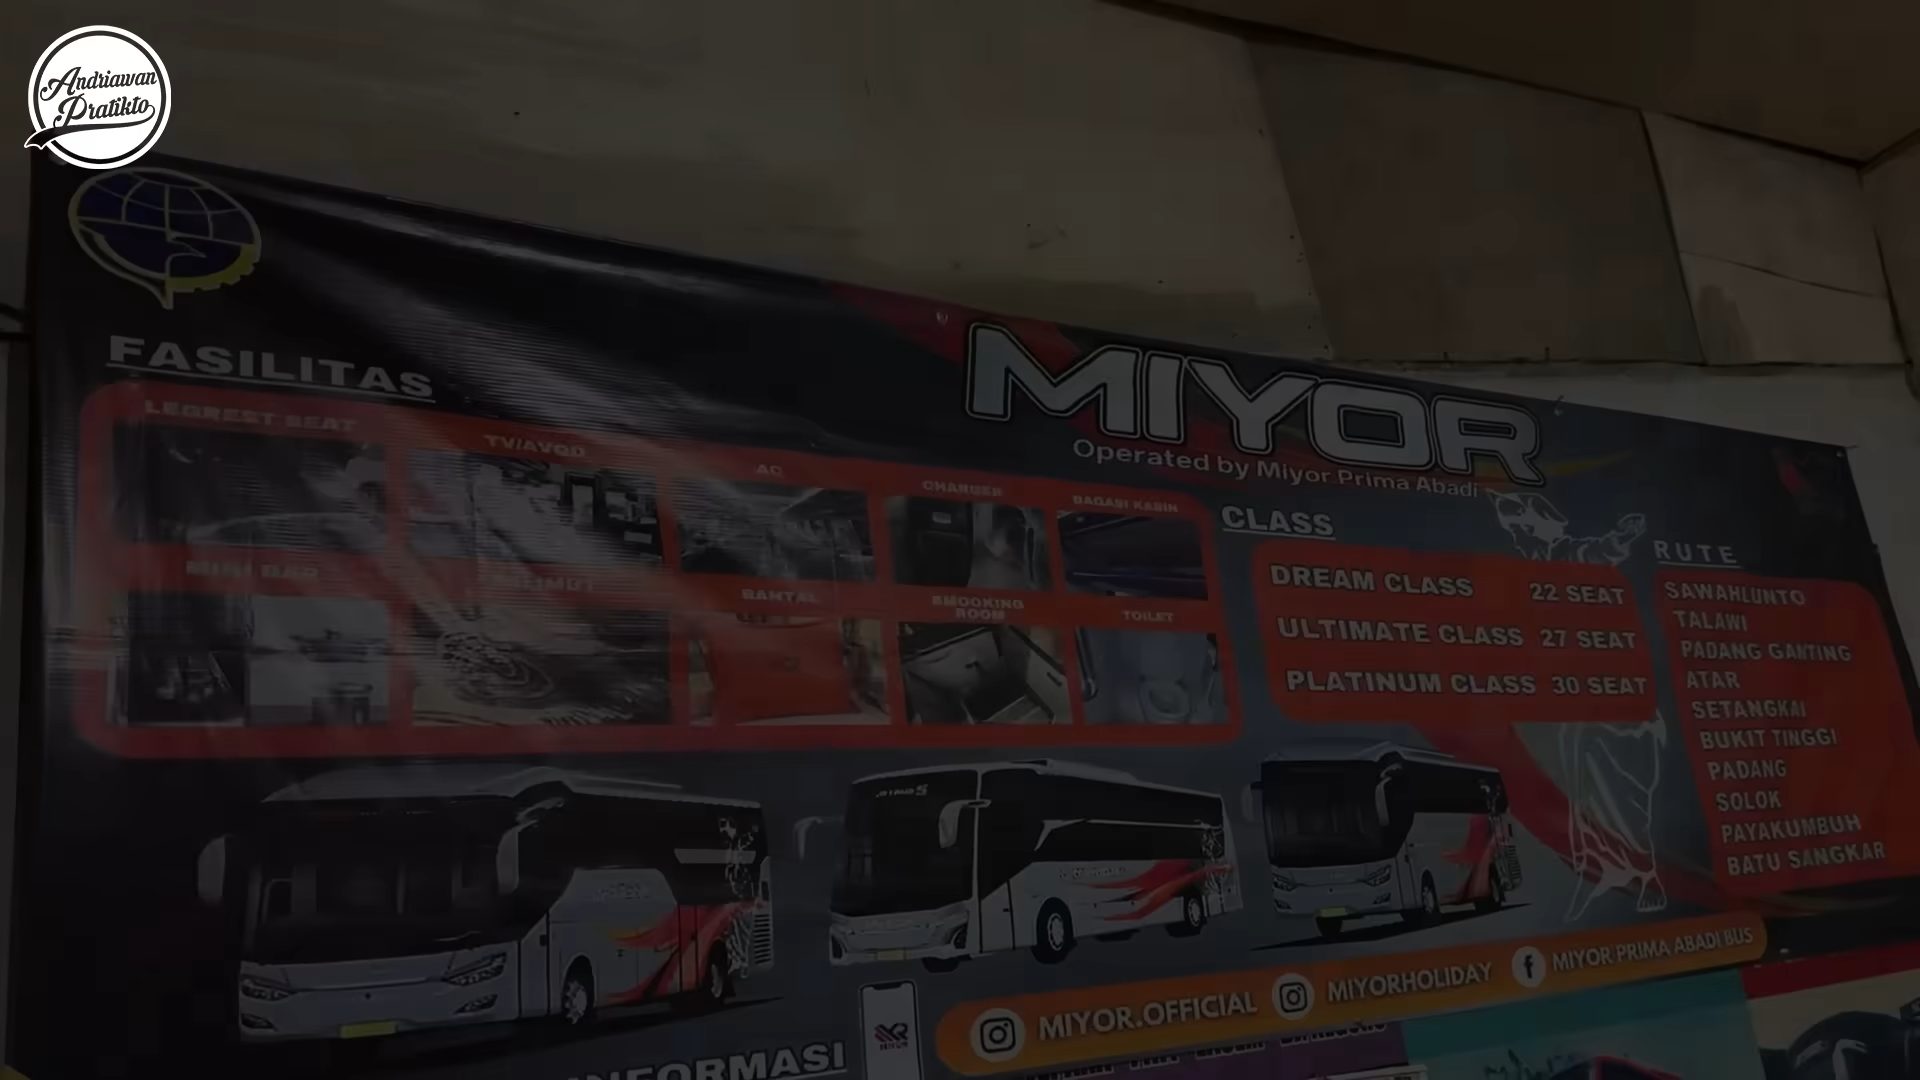 Andriawan
Pratikto
FASILITAS
LEGREST SEAT
TV/AVOD
AC
CHARGER
BAGASI KABIN
MINI BAR
SELIMUT
BANTAL
SMOOKING
ROOM
TOILET
MIYOR
Operated by Miyor Prima Abadi
CLASS
DREAM CLASS 22 SEAT
ULTIMATE CLASS 27 SEAT
PLATINUM CLASS 30 SEAT
RUTE
SAWAHLUNTO
TALAWI
PADANG GANTING
ATAR
SETANGKAI
BUKIT TINGGI
PADANG
SOLOK
PAYAKUMBUH
BATU SANGKAR
MIYOR.OFFICIAL
MIYORHOLIDAY
MIYOR PRIMA ABADI BUS
MIYOR
INFORMASI